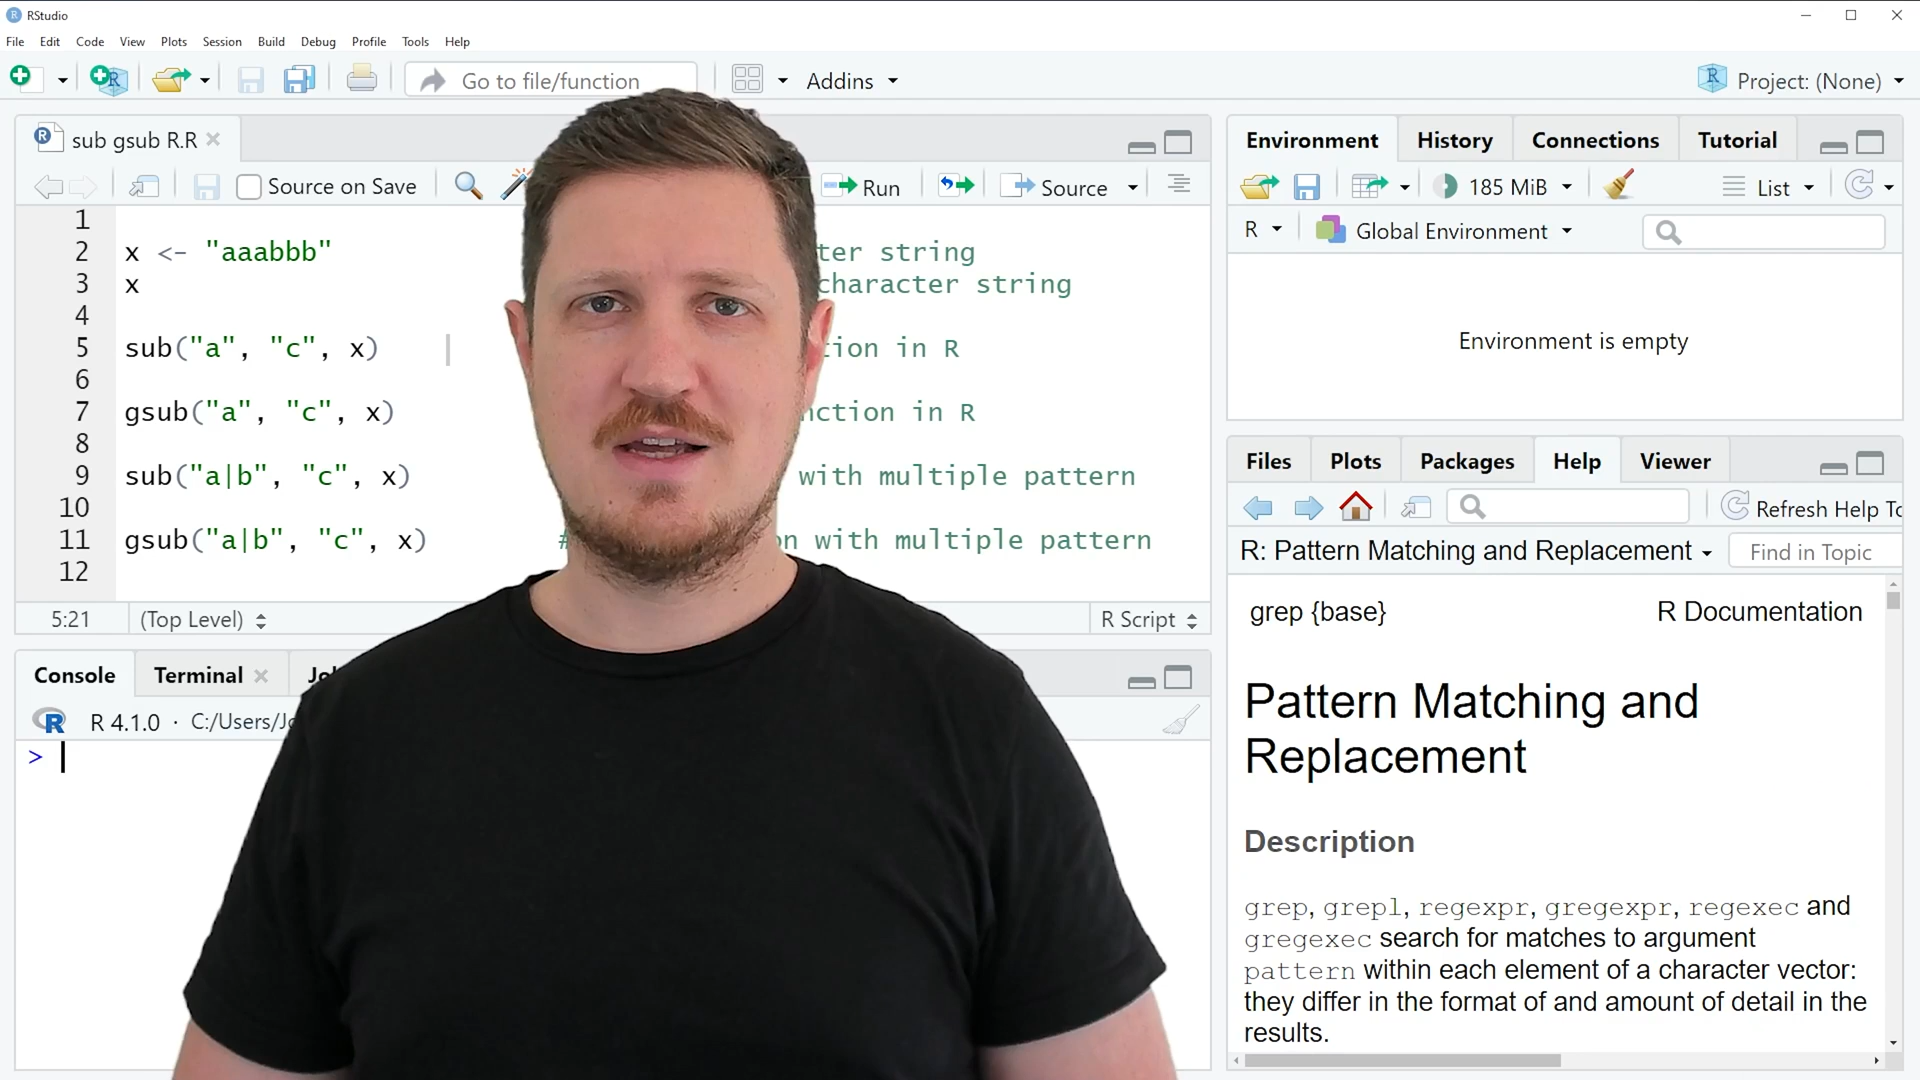 RStudio
File Edit Code View Plots Session Build Debug Profile Tools Help
Go to file/function
Addins
Project: (None)
sub gsub R.R
Source on Save
Run
Source
1
2 x <- "aaabbb" string
3 x character string
4
5 sub("a", "c", x) in R
6
7 gsub("a", "c", x) in R
8
9 sub("a|b", "c", x) with multiple pattern
10
11 gsub("a|b", "c", x) # with multiple pattern
12
5:21 (Top Level) R Script
Console Terminal
R 4.1.0 · C:/Users/
>
Environment History Connections Tutorial
185 MiB List
R Global Environment
Environment is empty
Files Plots Packages Help Viewer
Refresh Help
R: Pattern Matching and Replacement Find in Topic
grep {base} R Documentation
Pattern Matching and
Replacement
Description
grep, grepl, regexpr, gregexpr, regexec and
gregexec search for matches to argument
pattern within each element of a character vector:
they differ in the format of and amount of detail in the
results.